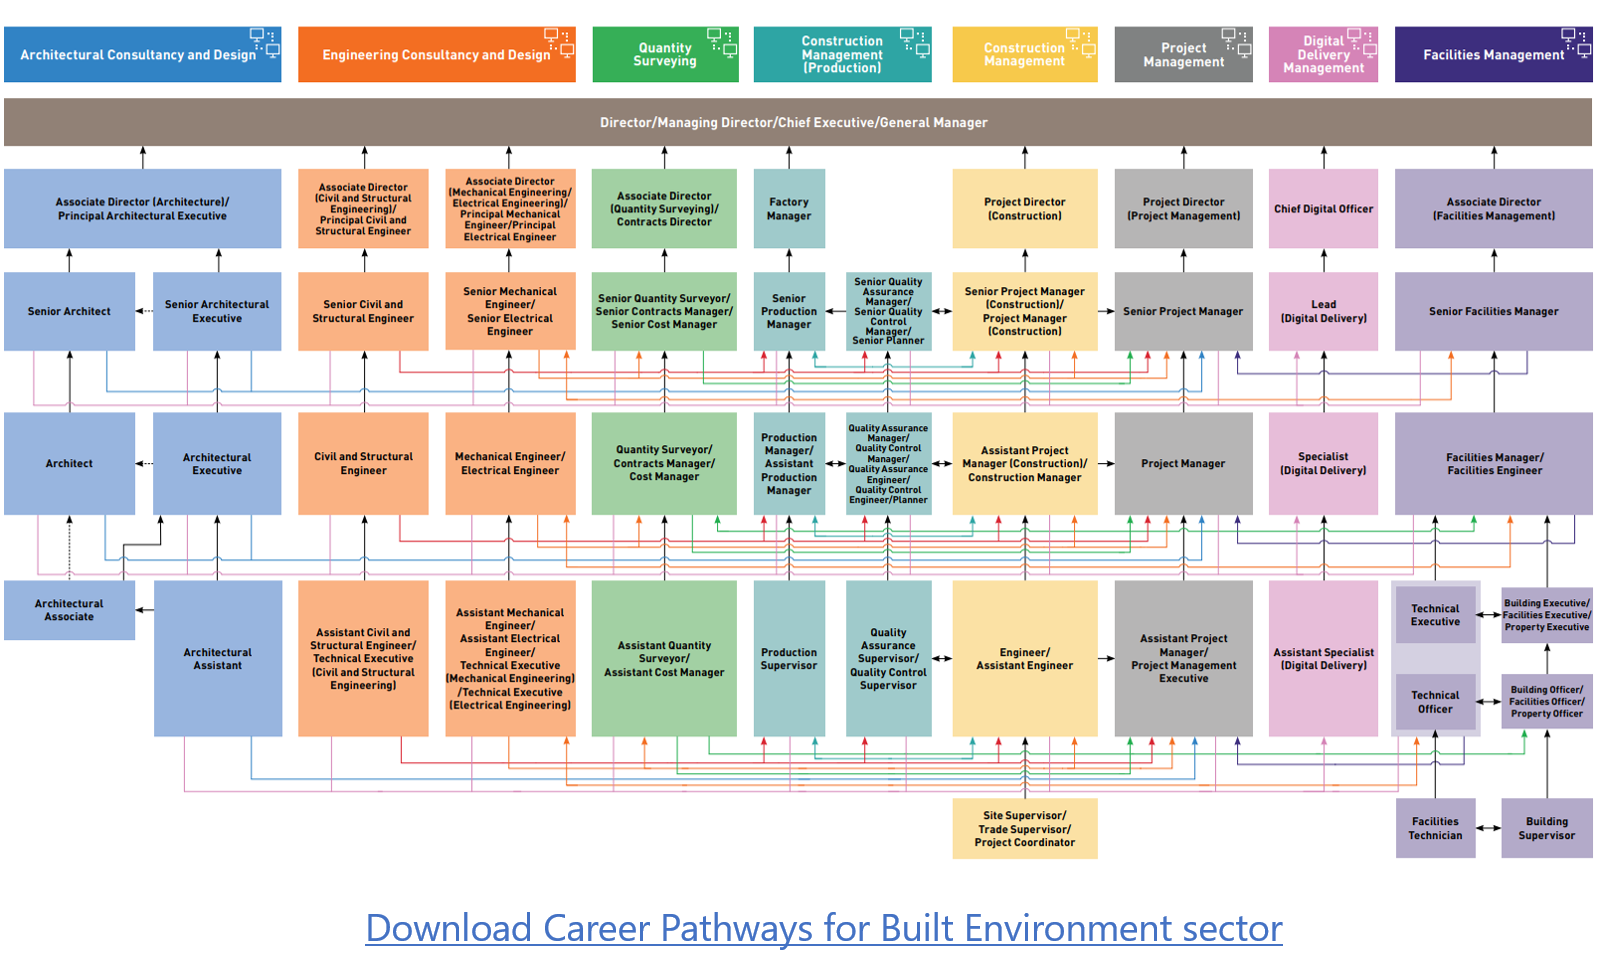 Architectural Consultancy and Design
Engineering Consultancy and Design
Quantity
Surveying
Construction
Management
(Production)
Construction
Management
Project
Management
Digital
Delivery
Management
Facilities Management
Director/Managing Director/Chief Executive/General Manager
Associate Director (Architecture)/
Principal Architectural Executive
Associate Director
(Civil and Structural
Engineering)/
Principal Civil and
Structural Engineer
Associate Director
(Mechanical Engineering/
Electrical Engineering)/
Principal Mechanical
Engineer/Principal
Electrical Engineer
Associate Director
(Quantity Surveying)/
Contracts Director
Factory
Manager
Project Director
(Construction)
Project Director
(Project Management)
Chief Digital Officer
Associate Director
(Facilities Management)
Senior Architect
Senior Architectural
Executive
Senior Civil and
Structural Engineer
Senior Mechanical
Engineer/
Senior Electrical
Engineer
Senior Quantity Surveyor/
Senior Contracts Manager/
Senior Cost Manager
Senior
Production
Manager
Senior Quality
Assurance
Manager/
Senior Quality
Control
Manager/
Senior Planner
Senior Project Manager
(Construction)/
Project Manager
(Construction)
Senior Project Manager
Lead
(Digital Delivery)
Senior Facilities Manager
Architect
Architectural
Executive
Civil and Structural
Engineer
Mechanical Engineer/
Electrical Engineer
Quantity Surveyor/
Contracts Manager/
Cost Manager
Production
Manager/
Assistant
Production
Manager
Quality Assurance
Manager/
Quality Control
Manager/
Quality Assurance
Engineer/
Quality Control
Engineer/Planner
Assistant Project
Manager (Construction)/
Construction Manager
Project Manager
Specialist
(Digital Delivery)
Facilities Manager/
Facilities Engineer
Architectural
Associate
Architectural
Assistant
Assistant Civil and
Structural Engineer/
Technical Executive
(Civil and Structural
Engineering)
Assistant Mechanical
Engineer/
Assistant Electrical
Engineer/
Technical Executive
(Mechanical Engineering)
/Technical Executive
(Electrical Engineering)
Assistant Quantity
Surveyor/
Assistant Cost Manager
Production
Supervisor
Quality
Assurance
Supervisor/
Quality Control
Supervisor
Engineer/
Assistant Engineer
Assistant Project
Manager/
Project Management
Executive
Assistant Specialist
(Digital Delivery)
Technical
Executive
Building Executive/
Facilities Executive/
Property Executive
Technical
Officer
Building Officer/
Facilities Officer/
Property Officer
Site Supervisor/
Trade Supervisor/
Project Coordinator
Facilities
Technician
Building
Supervisor
Download Career Pathways for Built Environment sector